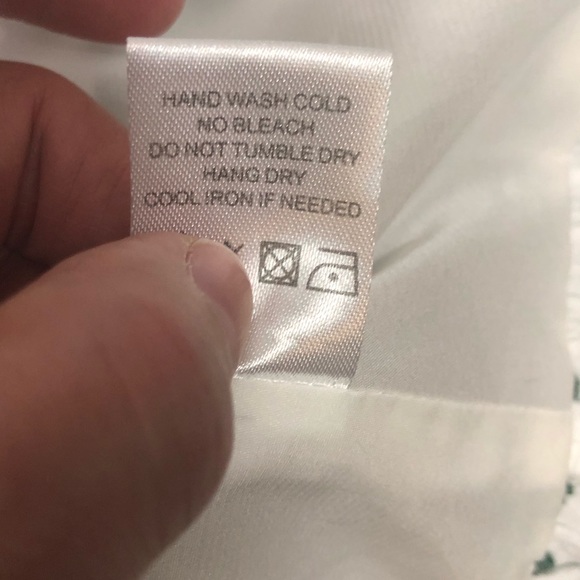 HAND WASH COLD
NO BLEACH
DO NOT TUMBLE DRY
HANG DRY
COOL IRON IF NEEDED